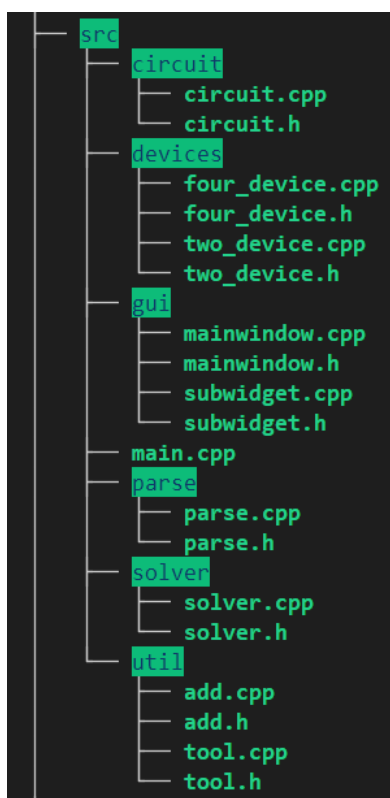 src
circuit
circuit.cpp
circuit.h
devices
four_device.cpp
four_device.h
two_device.cpp
two_device.h
gui
mainwindow.cpp
mainwindow.h
subwidget.cpp
subwidget.h
main.cpp
parse
parse.cpp
parse.h
solver
solver.cpp
solver.h
util
add.cpp
add.h
tool.cpp
tool.h